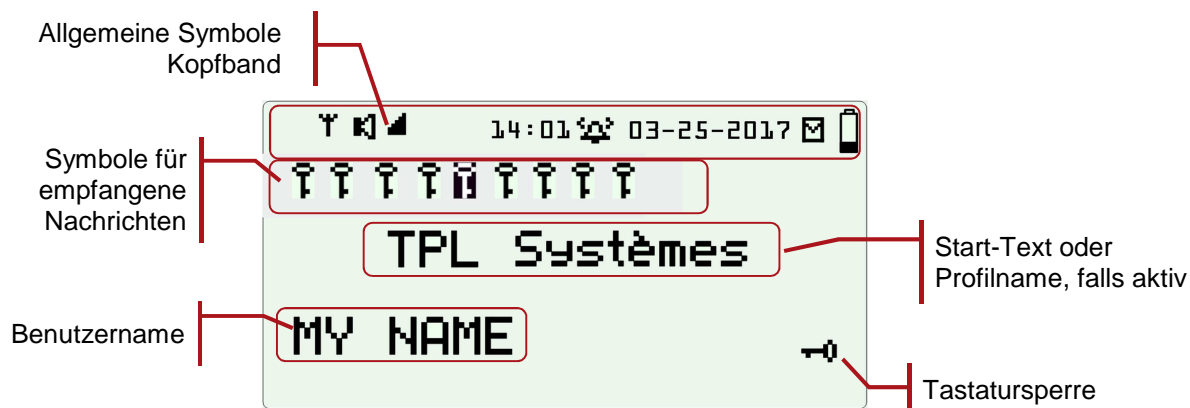 Allgemeine Symbole
Kopfband
14:01 03-25-2017
Symbole für
empfangene
Nachrichten
TPL Systèmes
Start-Text oder
Profilname, falls aktiv
Benutzername
MY NAME
Tastatursperre